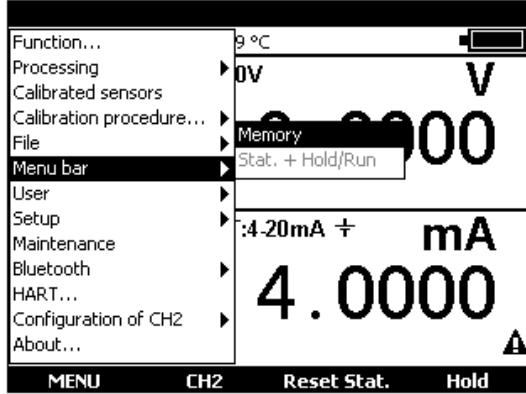 Function...
Processing
Calibrated sensors
Calibration procedure...
File
Menu bar
User
Setup
Maintenance
Bluetooth
HART...
Configuration of CH2
About...
Memory
Stat. + Hold/Run
9 °C
0V
V
000
:4-20mA
mA
4.0000
MENU CH2 Reset Stat. Hold